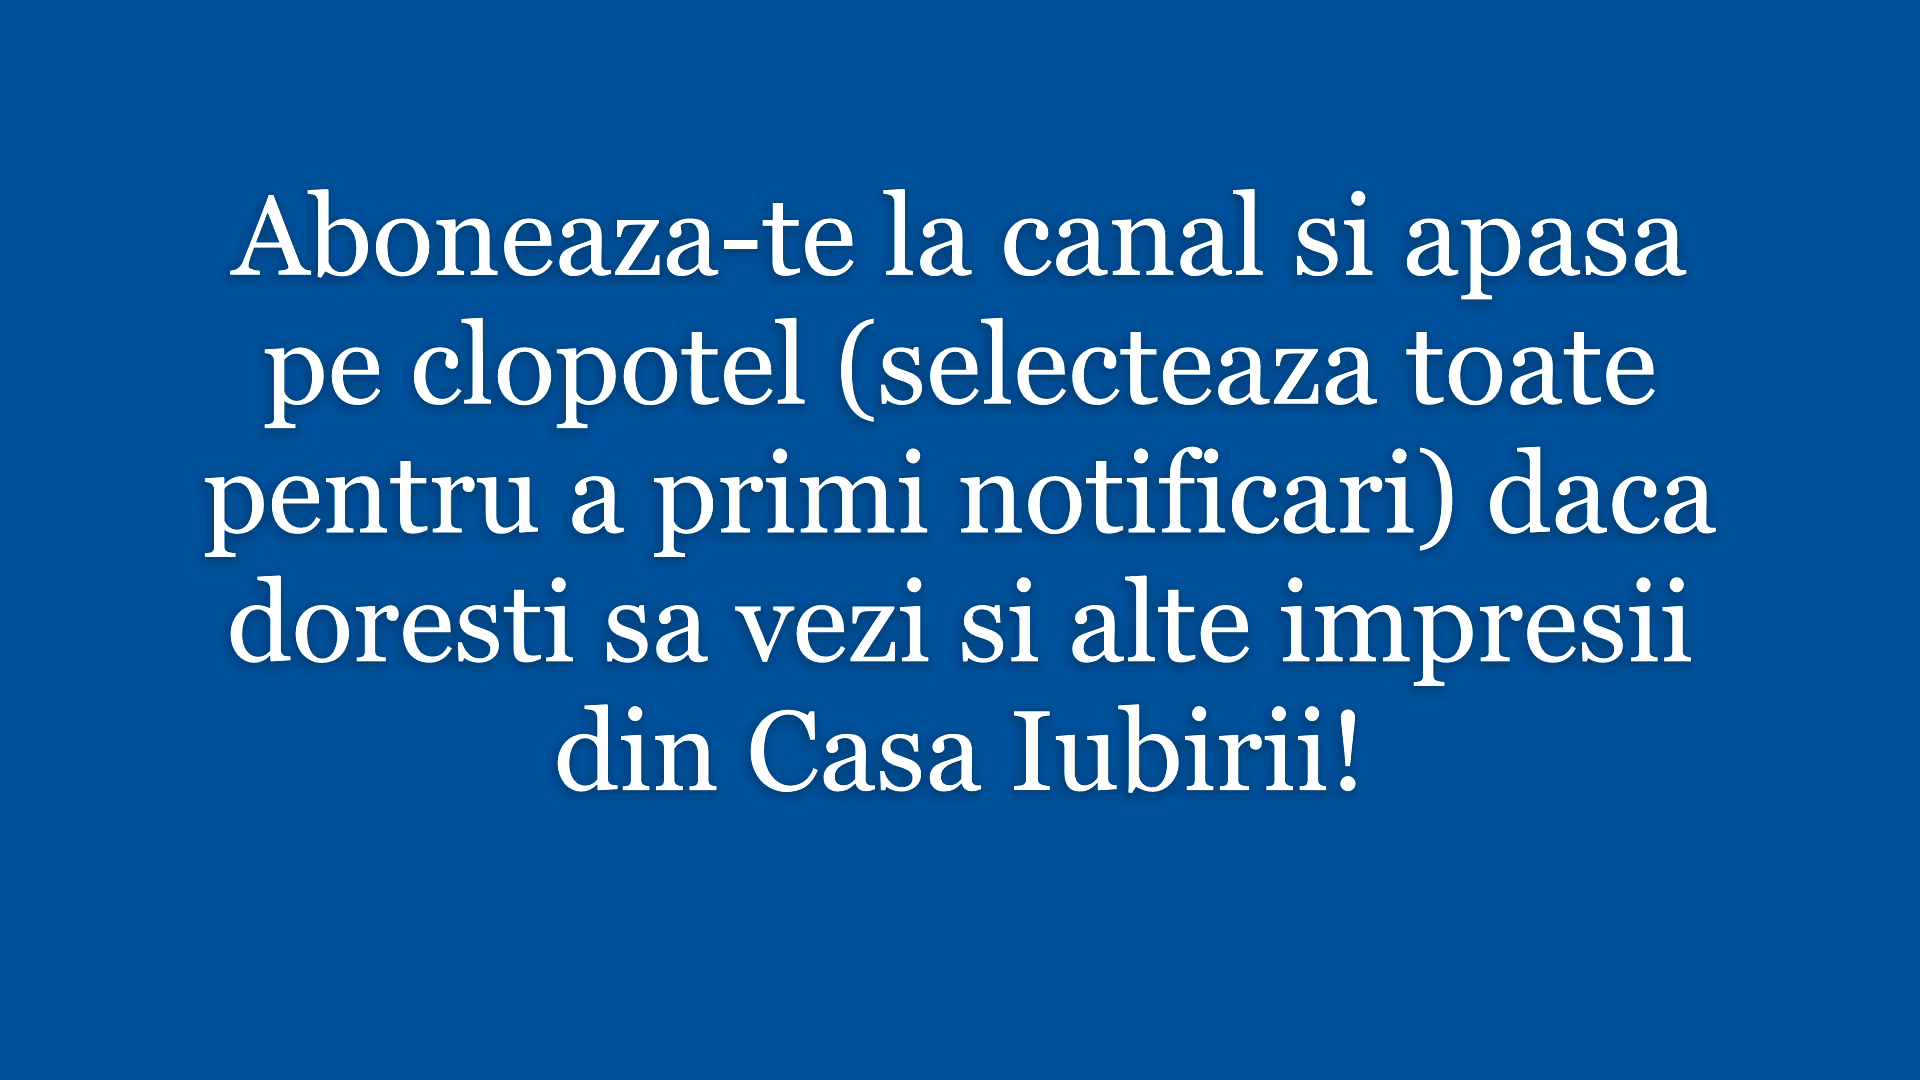 Aboneaza-te la canal si apasa
pe clopotel (selecteaza toate
pentru a primi notificari) daca
doresti sa vezi si alte impresii
din Casa Iubirii!